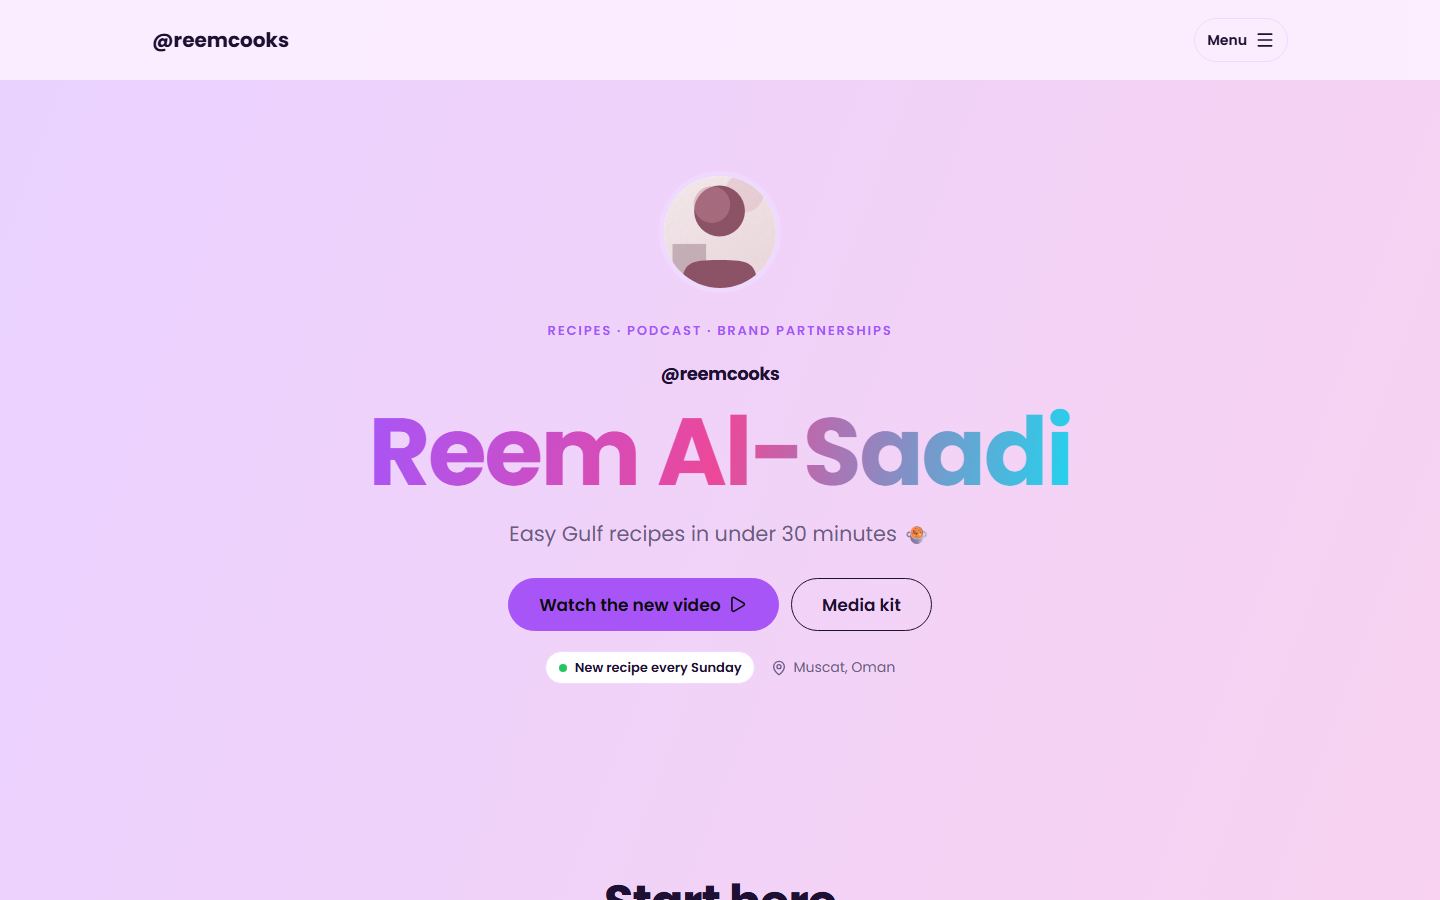 @reemcooks
Menu
RECIPES · PODCAST · BRAND PARTNERSHIPS
@reemcooks
Reem Al-Saadi
Easy Gulf recipes in under 30 minutes 🍲
Watch the new video
Media kit
New recipe every Sunday
Muscat, Oman
Start here